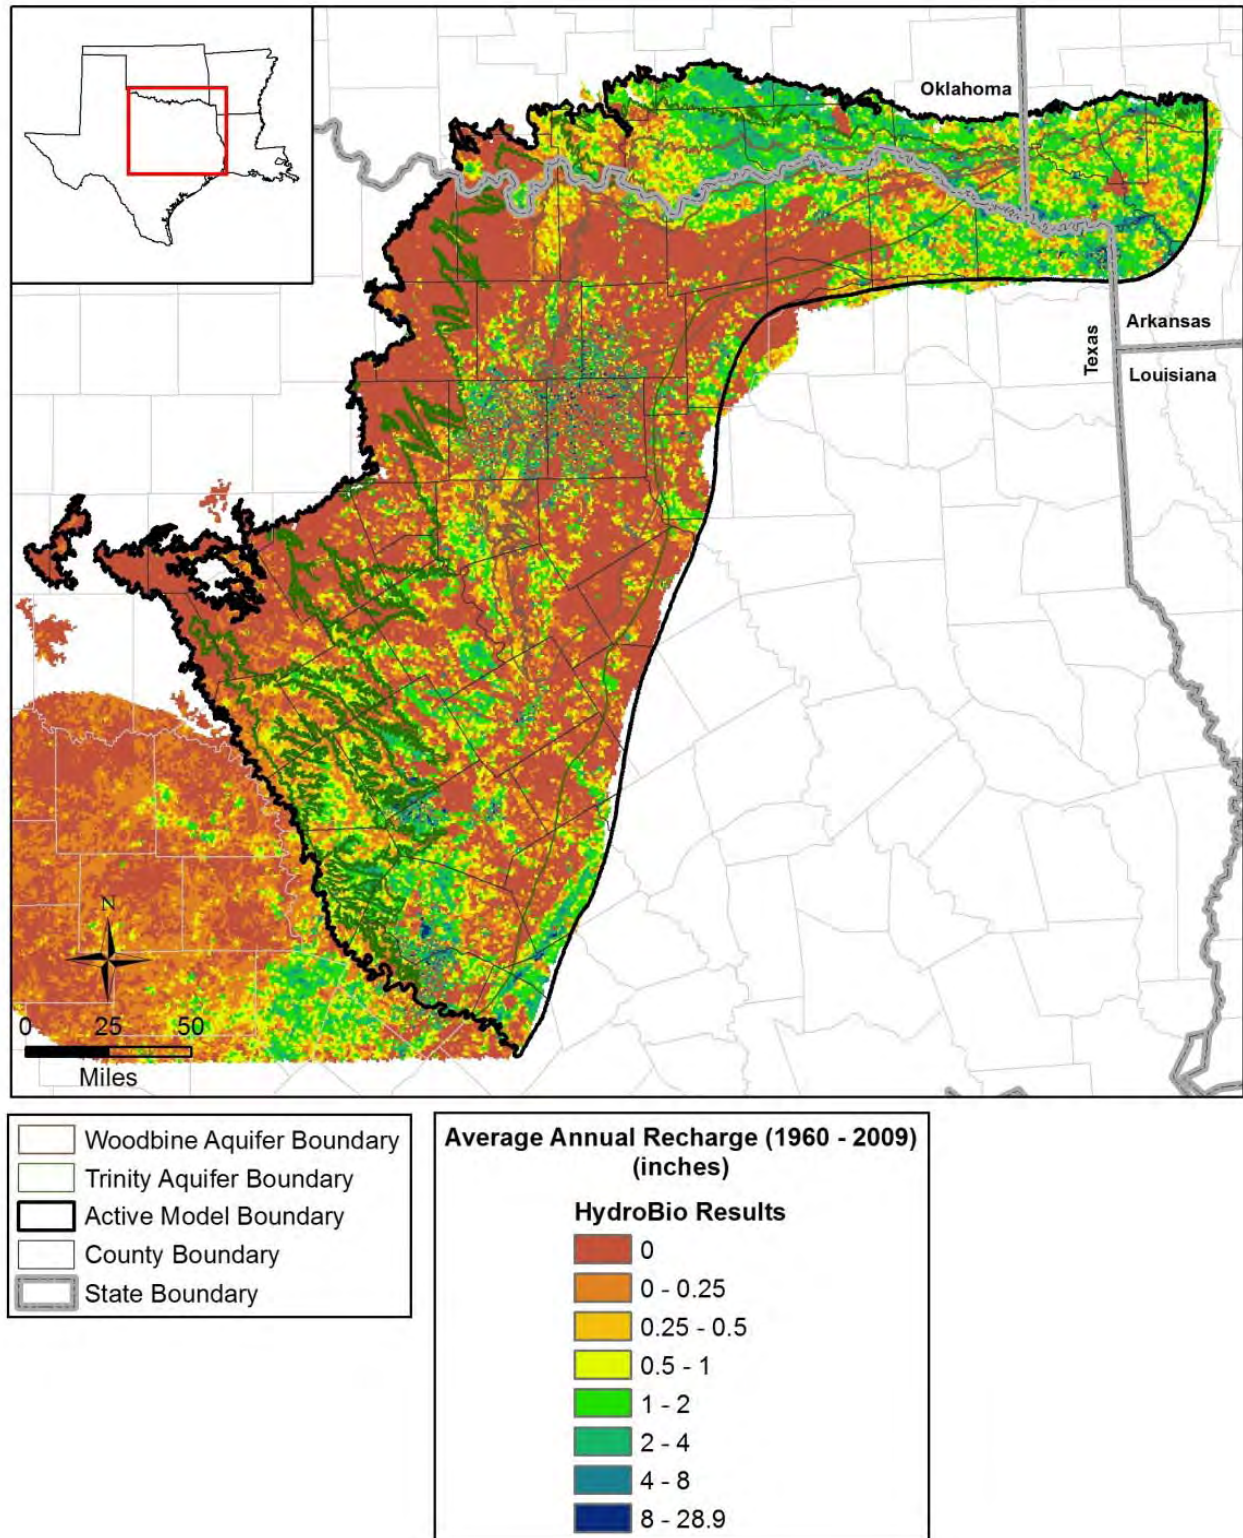 Oklahoma
Texas
Arkansas
Louisiana
N
0 25 50
Miles
Woodbine Aquifer Boundary
Trinity Aquifer Boundary
Active Model Boundary
County Boundary
State Boundary
Average Annual Recharge (1960 - 2009)
(inches)
HydroBio Results
0
0 - 0.25
0.25 - 0.5
0.5 - 1
1 - 2
2 - 4
4 - 8
8 - 28.9